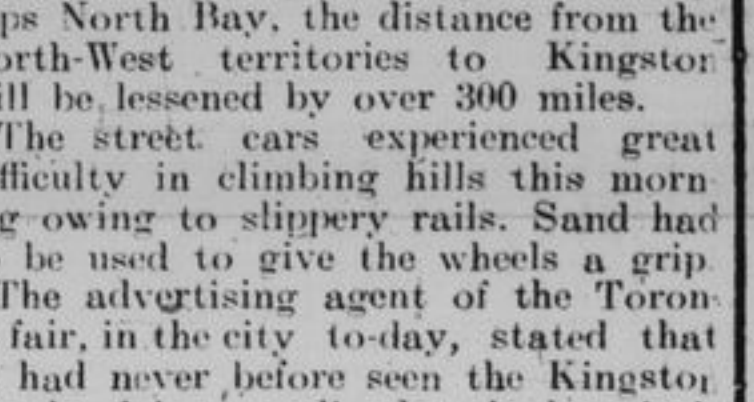 ps North Bay, the distance from the
orth-West territories to Kingston
ill be lessened by over 300 miles.
The street cars experienced great
fficulty in climbing hills this morn-
g owing to slippery rails. Sand had
be used to give the wheels a grip.
The advertising agent of the Toron-
fair, in the city to-day, stated that
had never before seen the Kingston